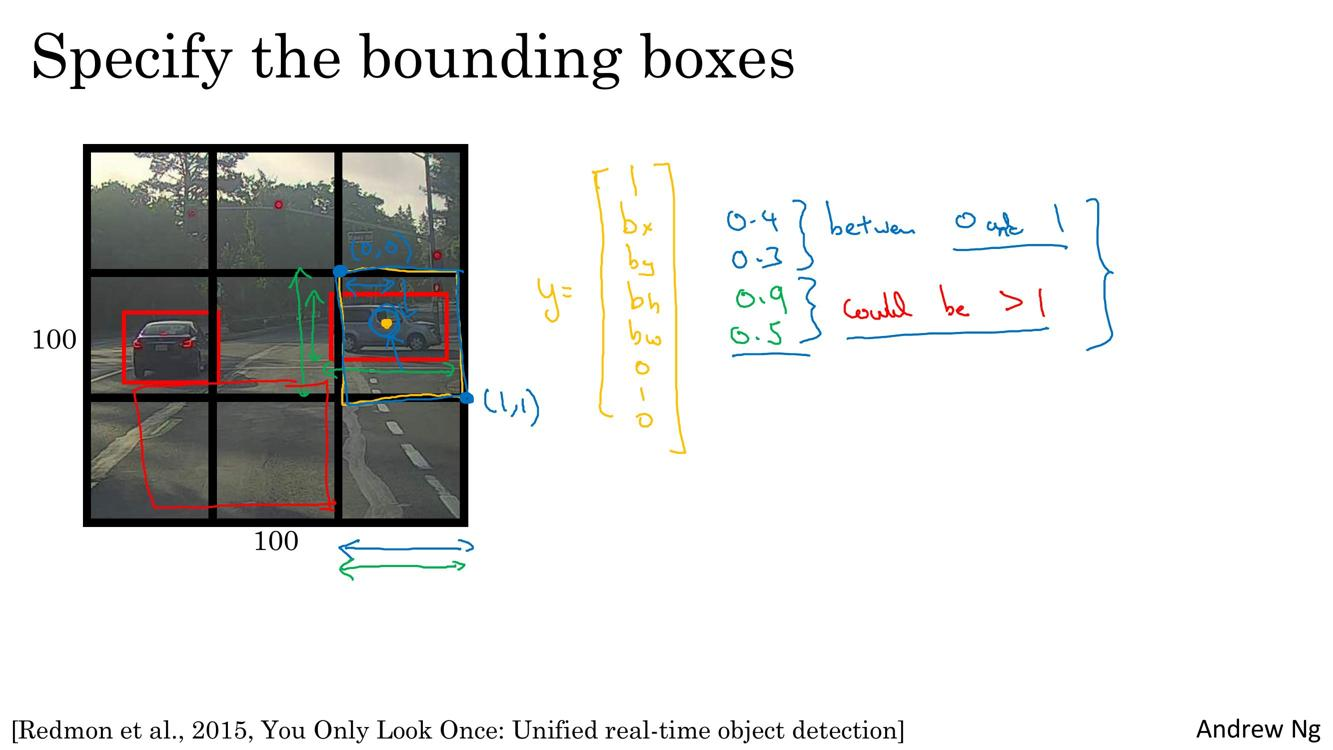 Specify the bounding boxes
(0,0)
100
(1,1)
100
y=
1
bx
by
bh
bw
0
1
0
0.4
0.3
between 0 and 1
0.9
0.5
could be > 1
[Redmon et al., 2015, You Only Look Once: Unified real-time object detection]
Andrew Ng